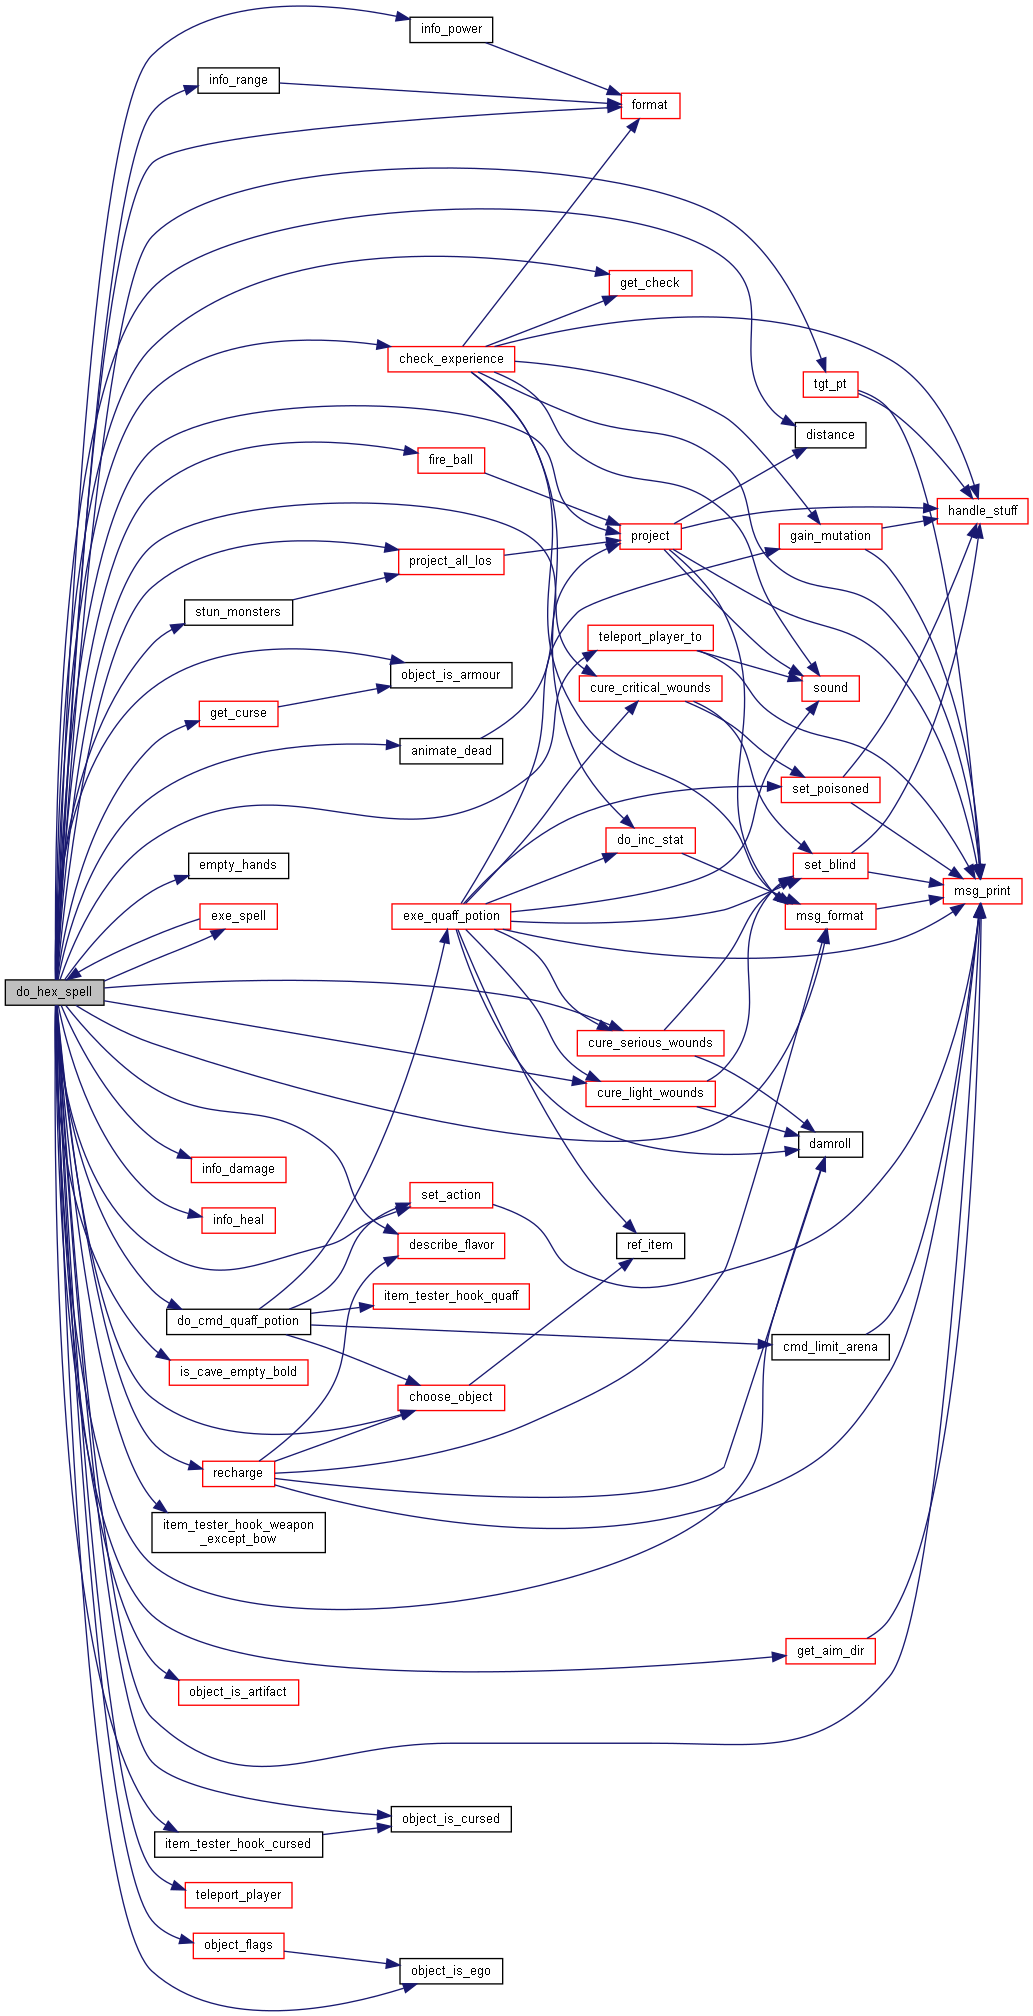 info_power
info_range
format
get_check
check_experience
tgt_pt
distance
fire_ball
handle_stuff
project
gain_mutation
project_all_los
stun_monsters
teleport_player_to
object_is_armour
cure_critical_wounds
sound
get_curse
animate_dead
set_poisoned
do_inc_stat
empty_hands
set_blind
msg_print
exe_spell
exe_quaff_potion
msg_format
do_hex_spell
cure_serious_wounds
cure_light_wounds
damroll
info_damage
set_action
info_heal
describe_flavor
ref_item
item_tester_hook_quaff
do_cmd_quaff_potion
cmd_limit_arena
is_cave_empty_bold
choose_object
recharge
item_tester_hook_weapon
_except_bow
get_aim_dir
object_is_artifact
object_is_cursed
item_tester_hook_cursed
teleport_player
object_flags
object_is_ego